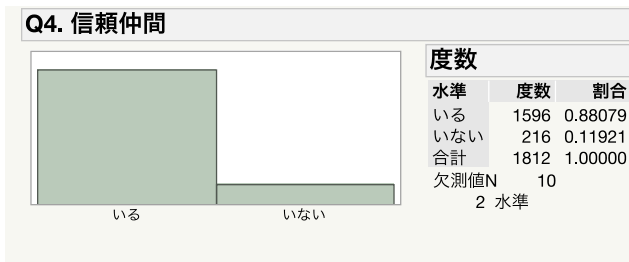 Q4. 信頼仲間
いる いない
度数
水準 度数 割合
いる 1596 0.88079
いない 216 0.11921
合計 1812 1.00000
欠測値N 10
2 水準